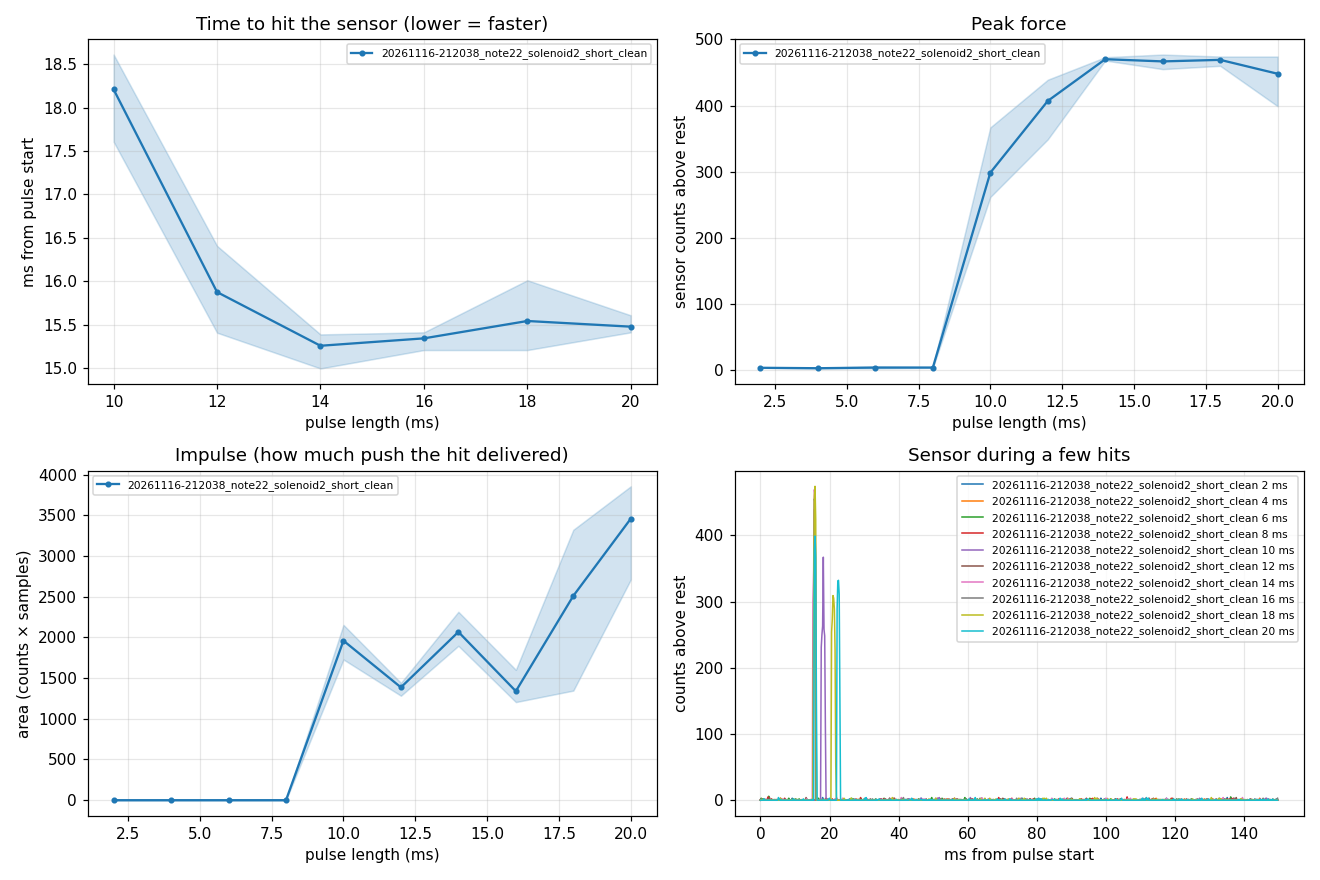 Time to hit the sensor (lower = faster)
20261116-212038_note22_solenoid2_short_clean
ms from pulse start
18.5
18.0
17.5
17.0
16.5
16.0
15.5
15.0
10
12
14
16
18
20
pulse length (ms)
Peak force
20261116-212038_note22_solenoid2_short_clean
sensor counts above rest
500
400
300
200
100
0
2.5
5.0
7.5
10.0
12.5
15.0
17.5
20.0
pulse length (ms)
Impulse (how much push the hit delivered)
20261116-212038_note22_solenoid2_short_clean
area (counts × samples)
4000
3500
3000
2500
2000
1500
1000
500
0
2.5
5.0
7.5
10.0
12.5
15.0
17.5
20.0
pulse length (ms)
Sensor during a few hits
20261116-212038_note22_solenoid2_short_clean 2 ms
20261116-212038_note22_solenoid2_short_clean 4 ms
20261116-212038_note22_solenoid2_short_clean 6 ms
20261116-212038_note22_solenoid2_short_clean 8 ms
20261116-212038_note22_solenoid2_short_clean 10 ms
20261116-212038_note22_solenoid2_short_clean 12 ms
20261116-212038_note22_solenoid2_short_clean 14 ms
20261116-212038_note22_solenoid2_short_clean 16 ms
20261116-212038_note22_solenoid2_short_clean 18 ms
20261116-212038_note22_solenoid2_short_clean 20 ms
counts above rest
400
300
200
100
0
0
20
40
60
80
100
120
140
ms from pulse start